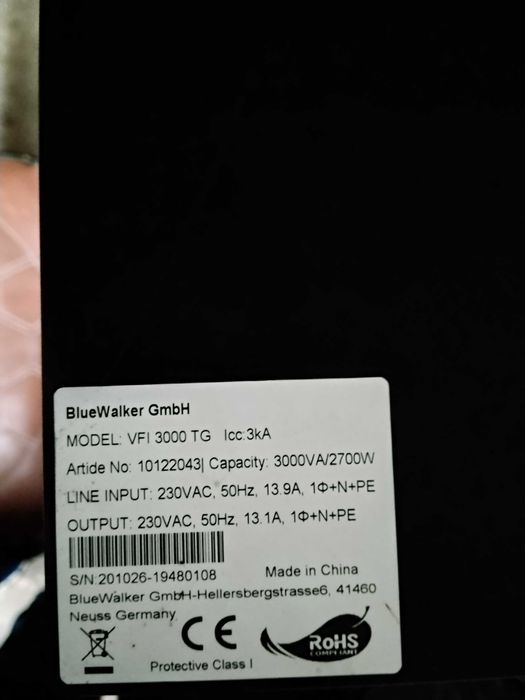 BlueWalker GmbH
MODEL: VFI 3000 TG Icc:3kA
Artide No: 10122043| Capacity: 3000VA/2700W
LINE INPUT: 230VAC, 50Hz, 13.9A, 1Φ+N+PE
OUTPUT: 230VAC, 50Hz, 13.1A, 1Φ+N+PE
S/N:201026-19480108 Made in China
BlueWalker GmbH-Hellersbergstrasse6, 41460
Neuss Germany
CE
RoHS
COMPLIANT
Protective Class I